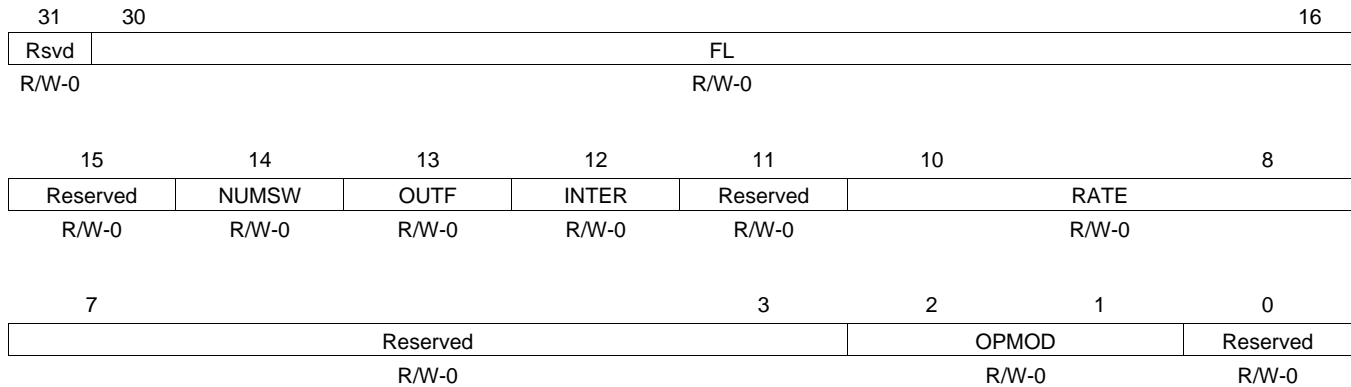 31 30 16
Rsvd FL
R/W-0 R/W-0
15 14 13 12 11 10 8
Reserved NUMSW OUTF INTER Reserved RATE
R/W-0 R/W-0 R/W-0 R/W-0 R/W-0 R/W-0
7 3 2 1 0
Reserved OPMOD Reserved
R/W-0 R/W-0 R/W-0